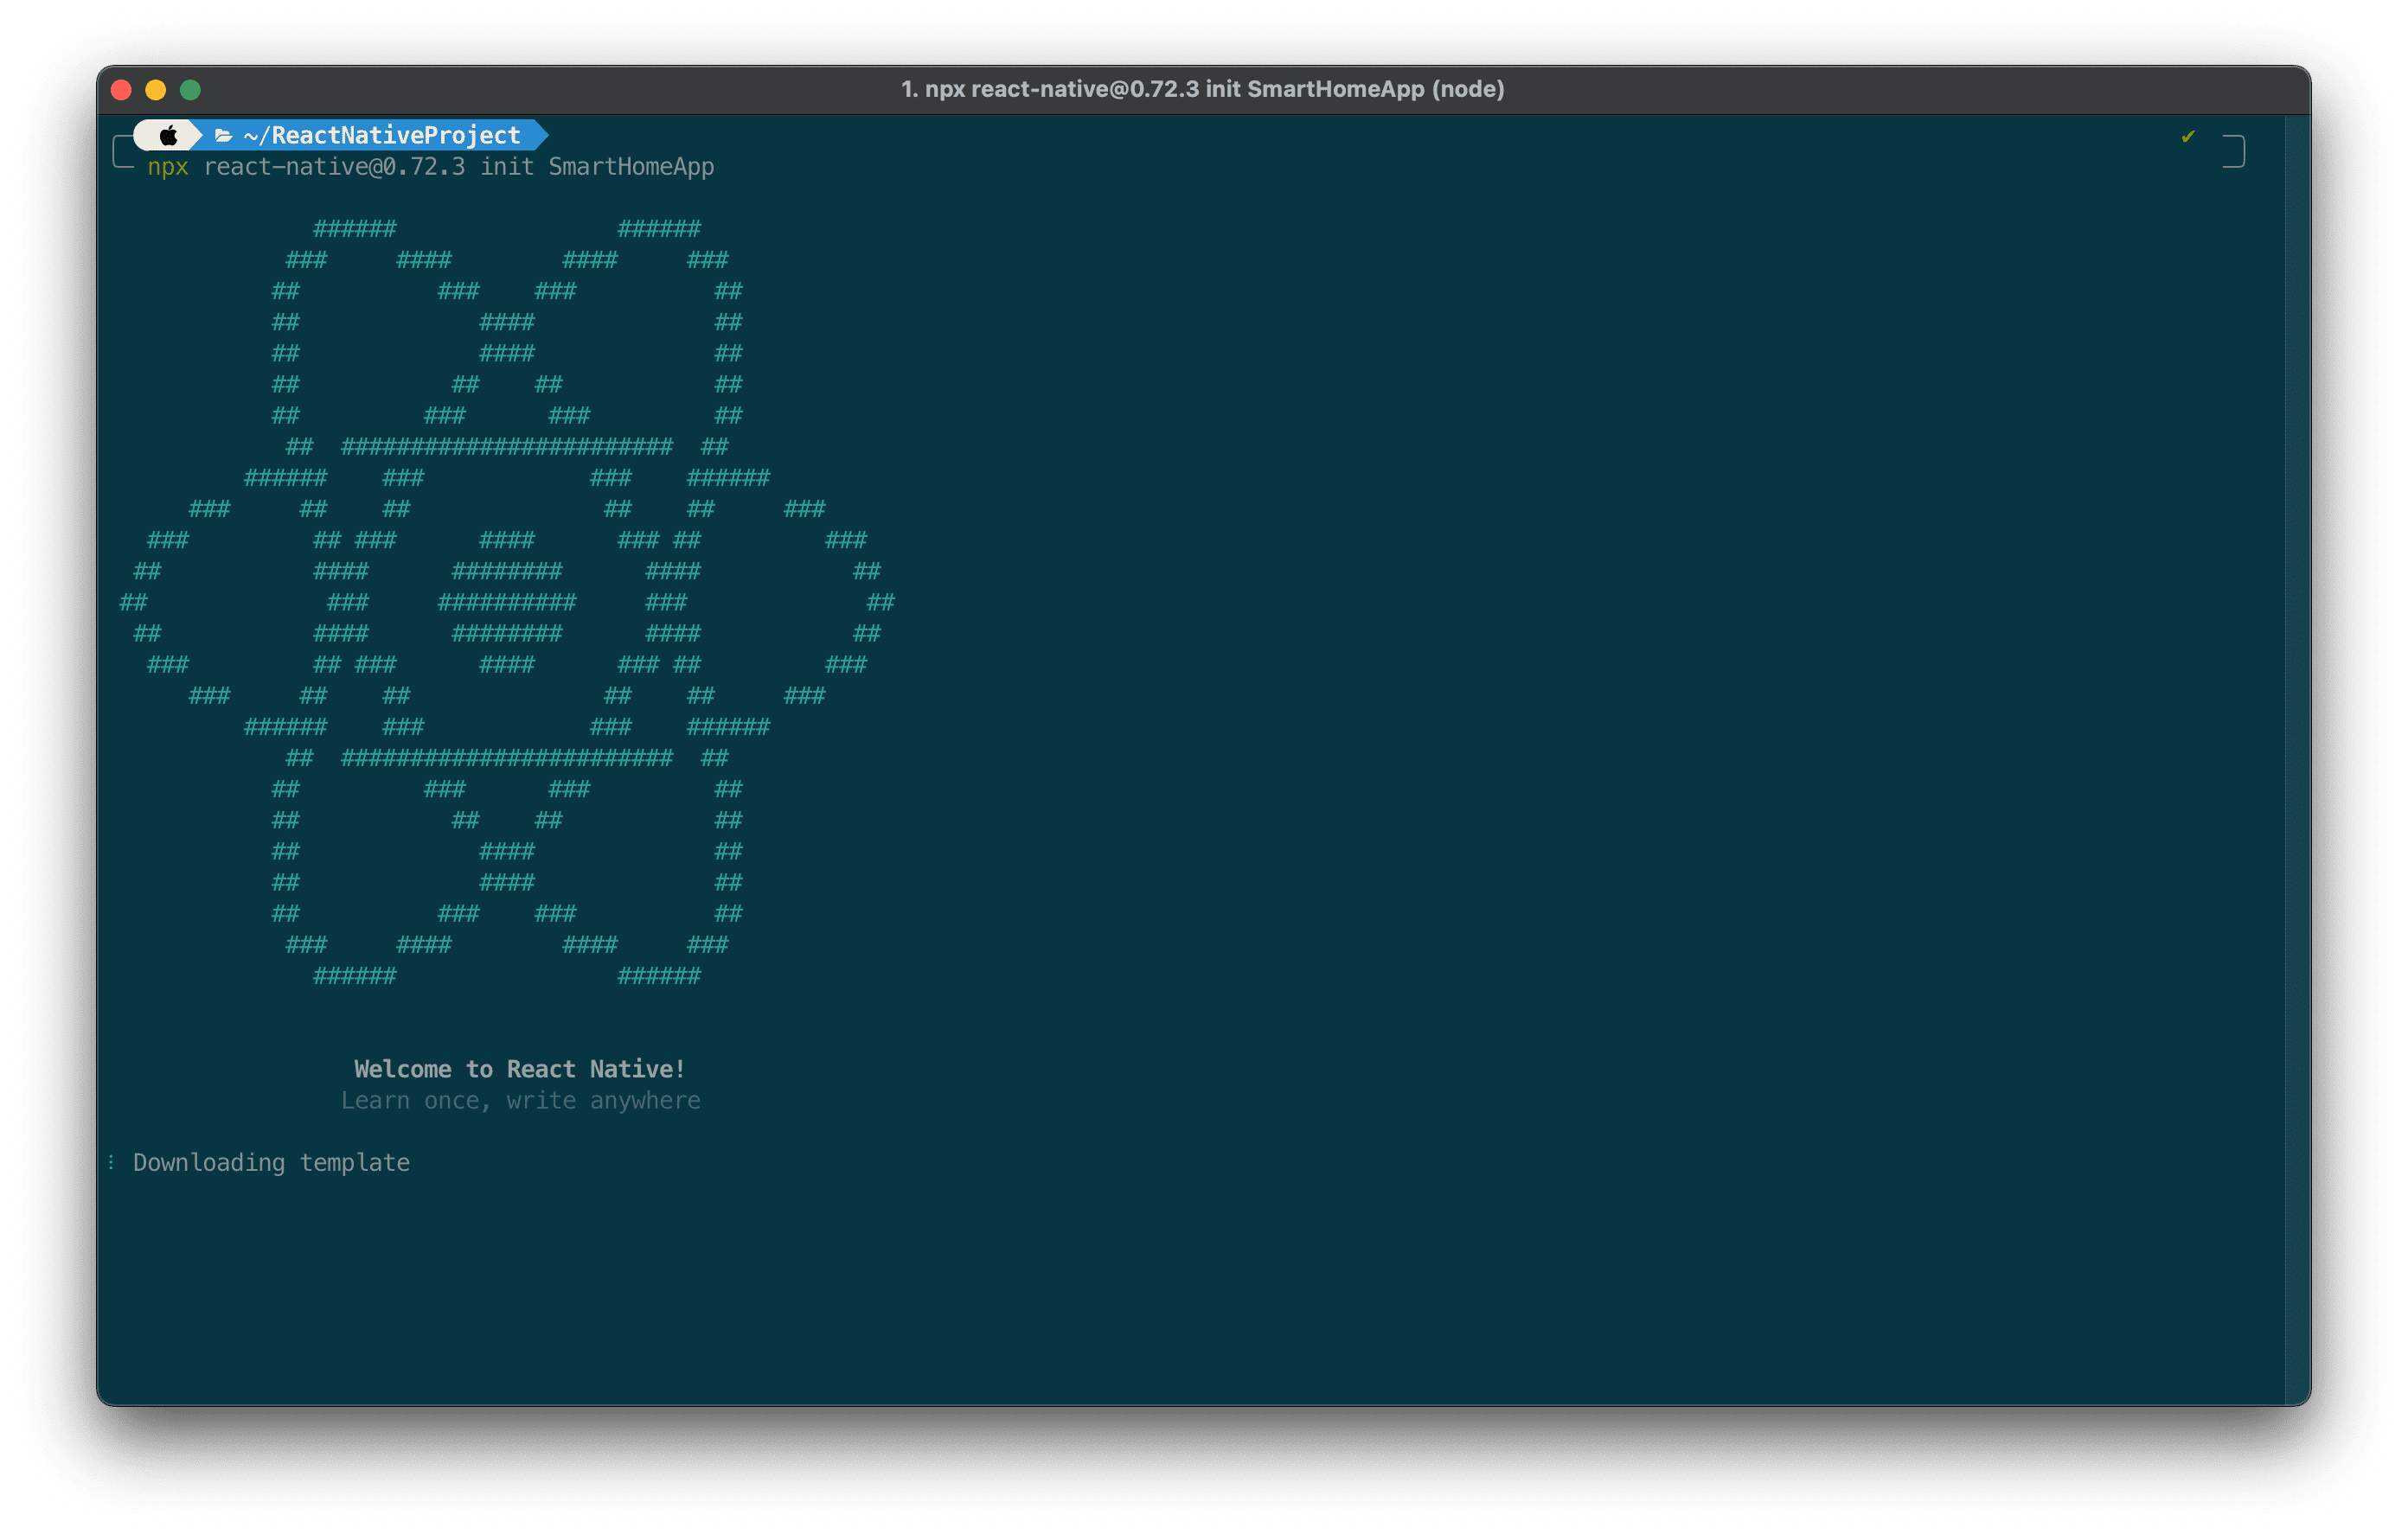 1. npx react-native@0.72.3 init SmartHomeApp (node)
~/ReactNativeProject ✔
npx react-native@0.72.3 init SmartHomeApp
Welcome to React Native!
Learn once, write anywhere
Downloading template